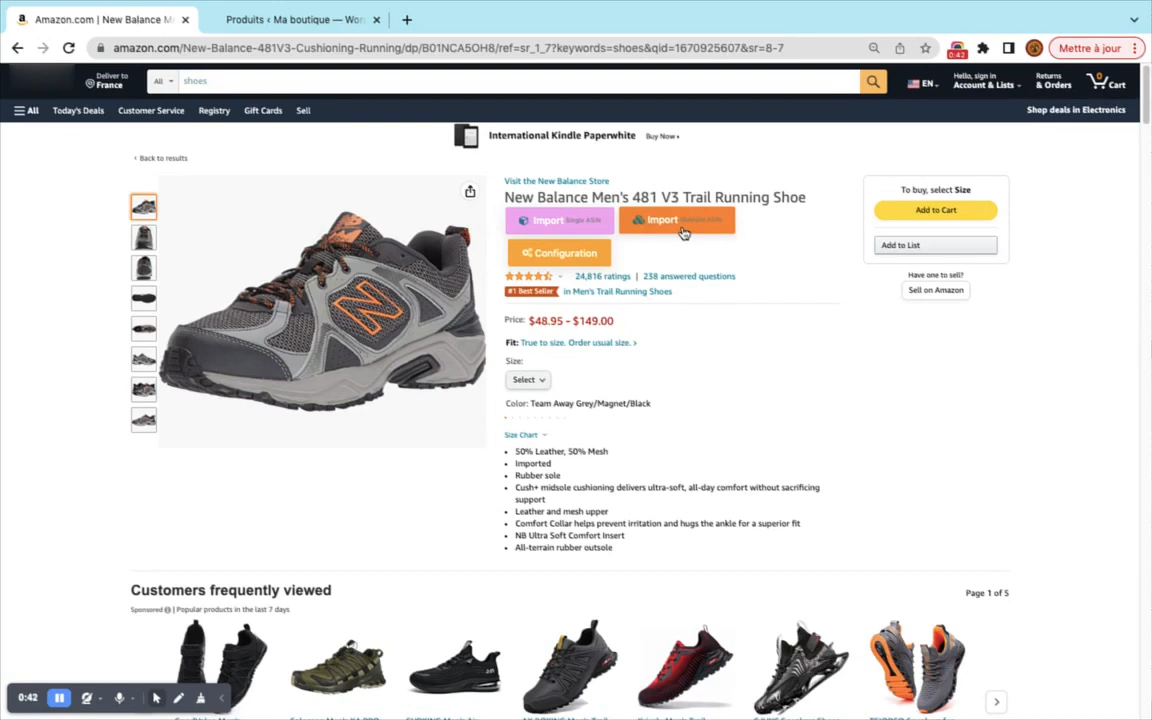 Amazon.com | New Balance M
Produits ‹ Ma boutique — Wor
amazon.com/New-Balance-481V3-Cushioning-Running/dp/B01NCA5OH8/ref=sr_1_7?keywords=shoes&qid=1670925607&sr=8-7
0:42
Mettre à jour
Deliver to
France
All
shoes
EN
Hello, sign in
Account & Lists
Returns
& Orders
0
Cart
All
Today's Deals
Customer Service
Registry
Gift Cards
Sell
Shop deals in Electronics
International Kindle Paperwhite
Buy Now
‹ Back to results
Visit the New Balance Store
New Balance Men's 481 V3 Trail Running Shoe
Import Single ASIN
Import
Configuration
24,816 ratings | 238 answered questions
#1 Best Seller in Men's Trail Running Shoes
Price: $48.95 - $149.00
Fit: True to size. Order usual size. ›
Size:
Select
Color: Team Away Grey/Magnet/Black
Size Chart
• 50% Leather, 50% Mesh
• Imported
• Rubber sole
• Cush+ midsole cushioning delivers ultra-soft, all-day comfort without sacrificing
support
• Leather and mesh upper
• Comfort Collar helps prevent irritation and hugs the ankle for a superior fit
• NB Ultra Soft Comfort Insert
• All-terrain rubber outsole
To buy, select Size
Add to Cart
Add to List
Have one to sell?
Sell on Amazon
Customers frequently viewed
Page 1 of 5
Sponsored | Popular products in the last 7 days
0:42